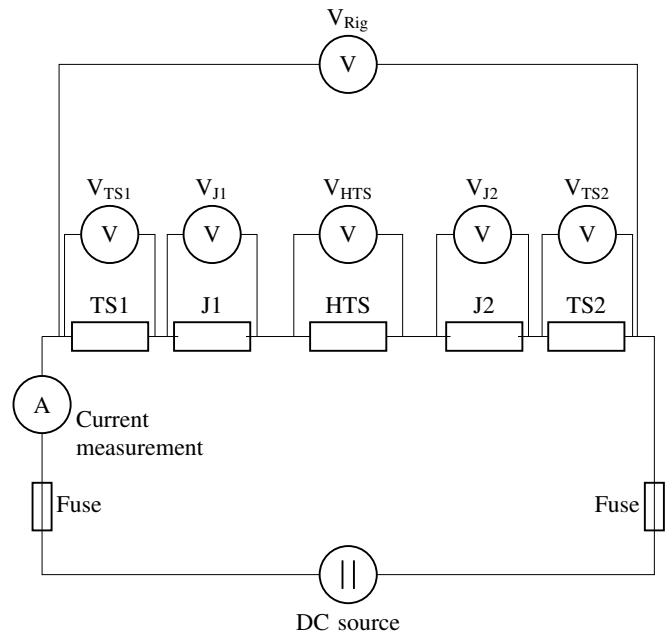 V_Rig
V
V_TS1 V_J1 V_HTS V_J2 V_TS2
V V V V V
TS1 J1 HTS J2 TS2
A
Current
measurement
Fuse Fuse
DC source